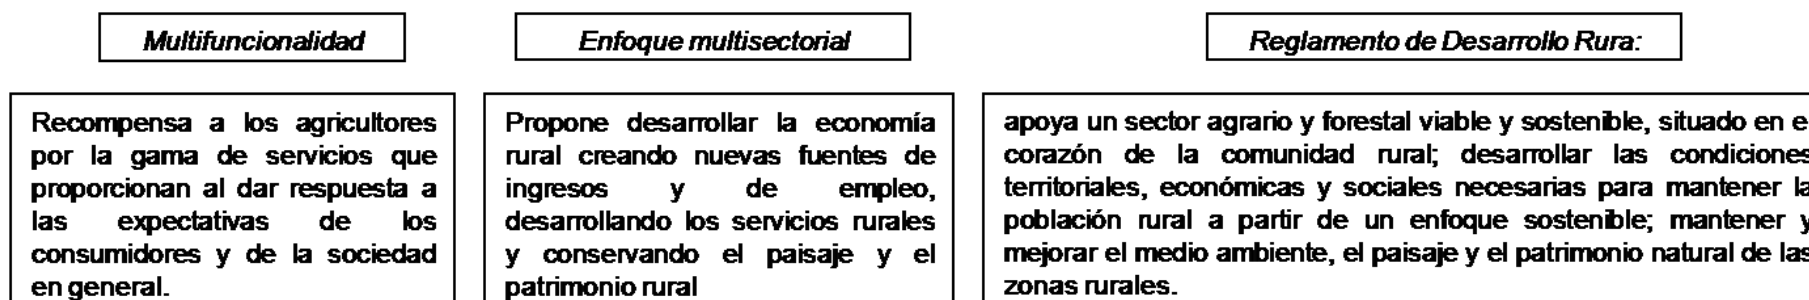 Multifuncionalidad
Recompensa a los agricultores
por la gama de servicios que
proporcionan al dar respuesta a
las expectativas de los
consumidores y de la sociedad
en general.
Enfoque multisectorial
Propone desarrollar la economía
rural creando nuevas fuentes de
ingresos y de empleo,
desarrollando los servicios rurales
y conservando el paisaje y el
patrimonio rural
Reglamento de Desarrollo Rura:
apoya un sector agrario y forestal viable y sostenible, situado en e
corazón de la comunidad rural; desarrollar las condiciones
territoriales, económicas y sociales necesarias para mantener la
población rural a partir de un enfoque sostenible; mantener y
mejorar el medio ambiente, el paisaje y el patrimonio natural de las
zonas rurales.